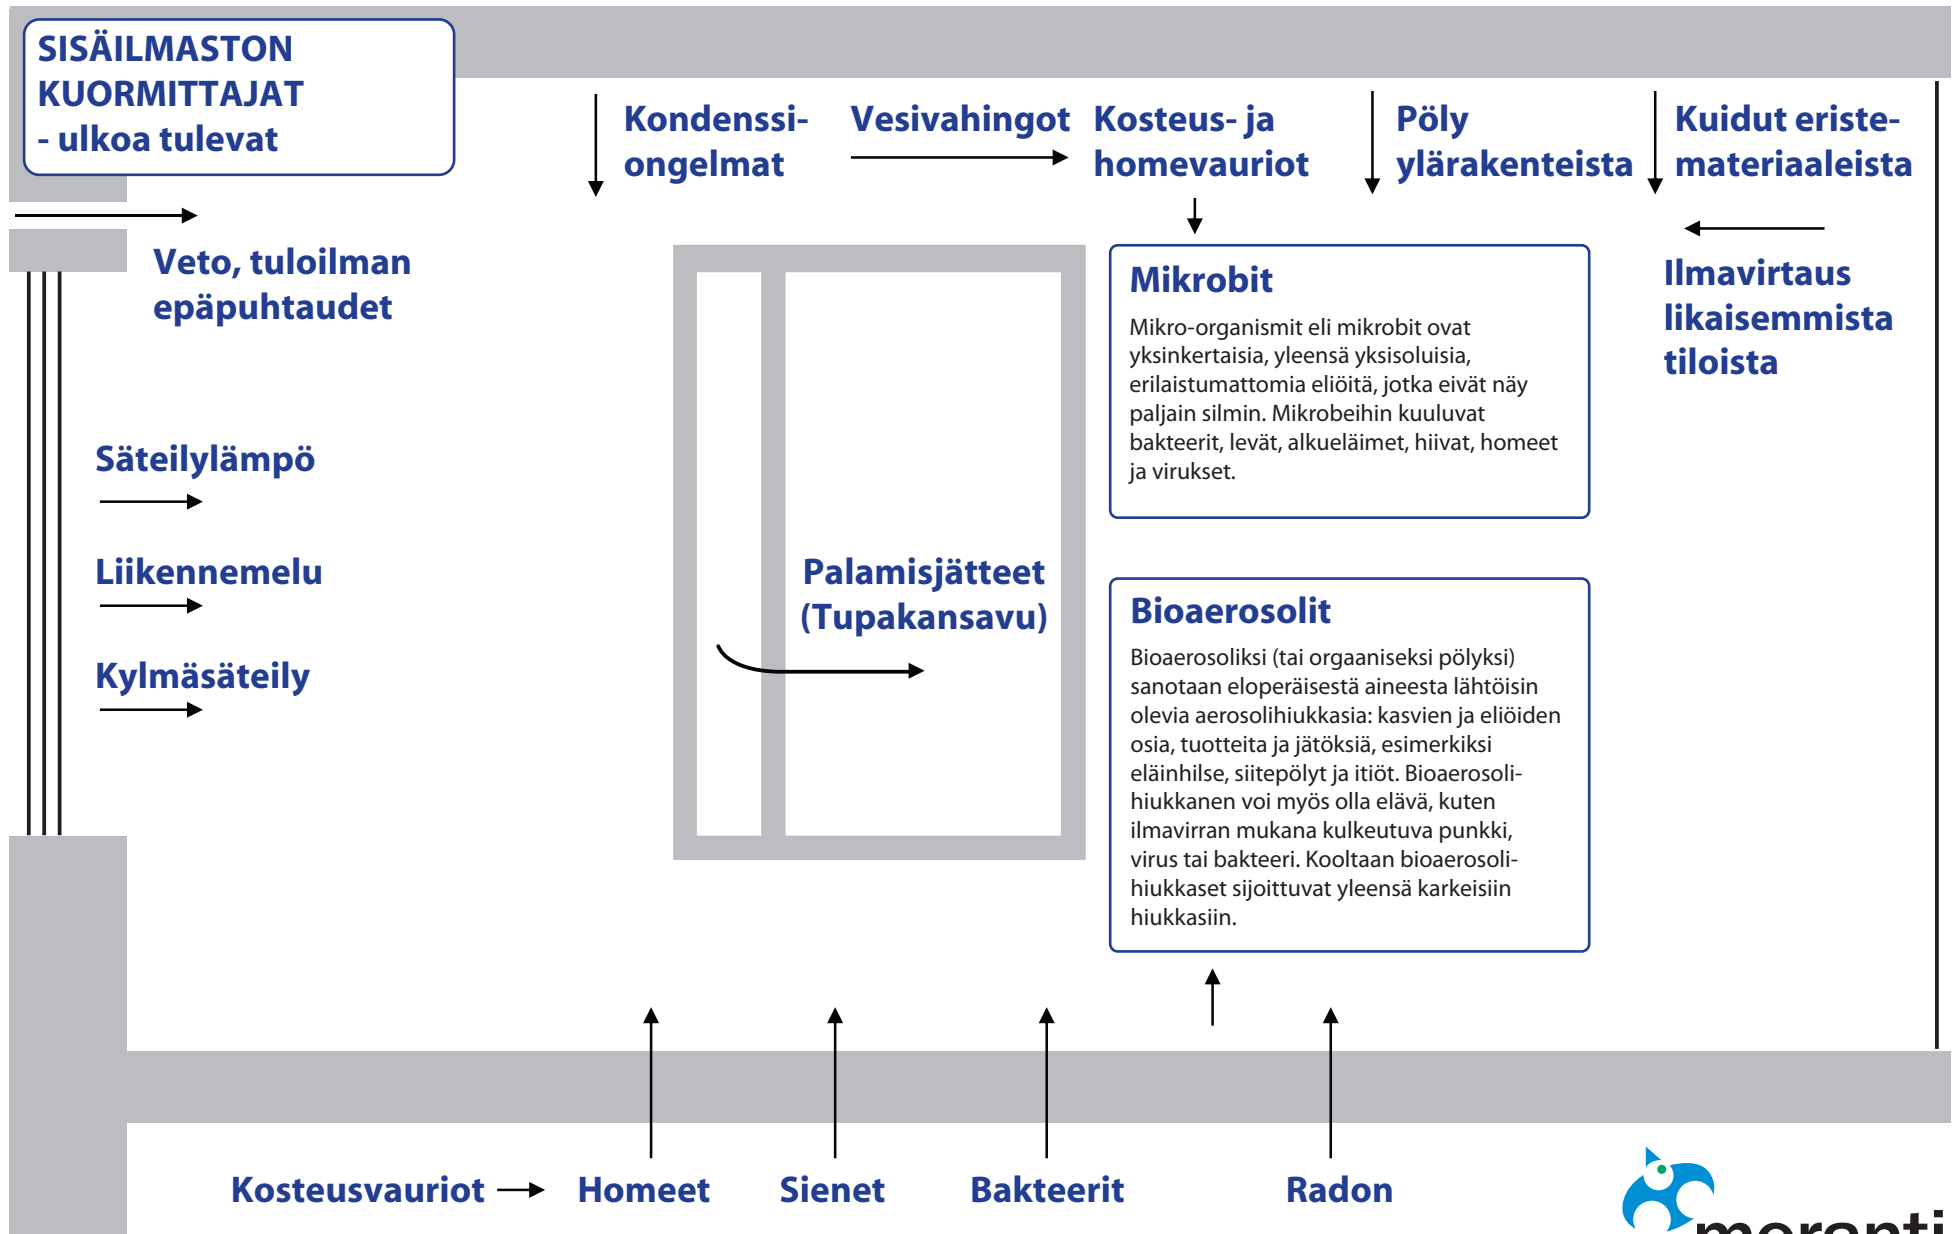 SISÄILMASTON
KUORMITTAJAT
- ulkoa tulevat
Kondenssi-
ongelmat
Vesivahingot
Kosteus- ja
homevauriot
Pöly
ylärakenteista
Kuidut eriste-
materiaaleista
Veto, tuloilman
epäpuhtaudet
Mikrobit
Mikro-organismit eli mikrobit ovat
yksinkertaisia, yleensä yksisoluisia,
erilaistumattomia eliöitä, jotka eivät näy
paljain silmin. Mikrobeihin kuuluvat
bakteerit, levät, alkueläimet, hiivat, homeet
ja virukset.
Ilmavirtaus
likaisemmista
tiloista
Säteilylämpö
Liikennemelu
Kylmäsäteily
Palamisjätteet
(Tupakansavu)
Bioaerosolit
Bioaerosoliksi (tai orgaaniseksi pölyksi)
sanotaan eloperäisestä aineesta lähtöisin
olevia aerosolihiukkasia: kasvien ja eliöiden
osia, tuotteita ja jätöksiä, esimerkiksi
eläinhilse, siitepölyt ja itiöt. Bioaerosoli-
hiukkanen voi myös olla elävä, kuten
ilmavirran mukana kulkeutuva punkki,
virus tai bakteeri. Kooltaan bioaerosoli-
hiukkaset sijoittuvat yleensä karkeisiin
hiukkasiin.
Kosteusvauriot
Homeet
Sienet
Bakteerit
Radon
moranti